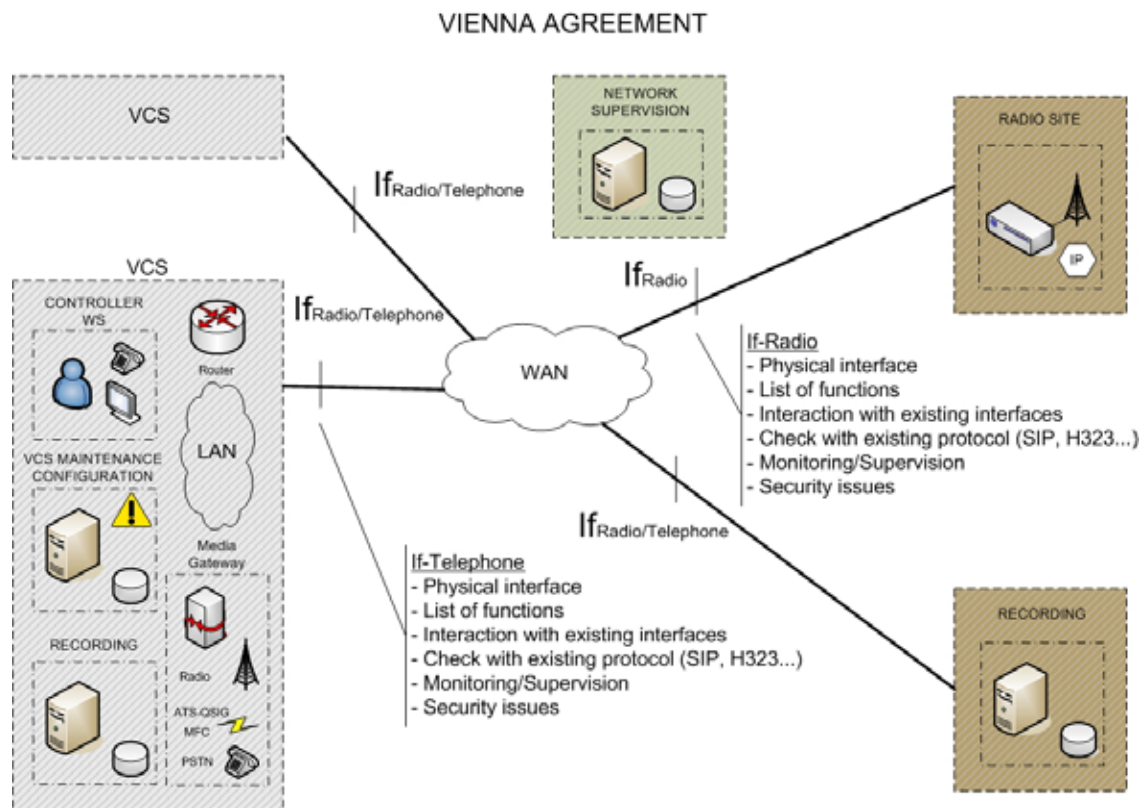 VIENNA AGREEMENT
VCS
NETWORK
SUPERVISION
RADIO SITE
IP
IfRadio/Telephone
VCS
CONTROLLER
WS
Router
LAN
VCS MAINTENANCE
CONFIGURATION
Media
Gateway
RECORDING
Radio
ATS-QSIG
MFC
PSTN
IfRadio/Telephone
WAN
IfRadio
If-Radio
- Physical interface
- List of functions
- Interaction with existing interfaces
- Check with existing protocol (SIP, H323...)
- Monitoring/Supervision
- Security issues
IfRadio/Telephone
If-Telephone
- Physical interface
- List of functions
- Interaction with existing interfaces
- Check with existing protocol (SIP, H323...)
- Monitoring/Supervision
- Security issues
RECORDING